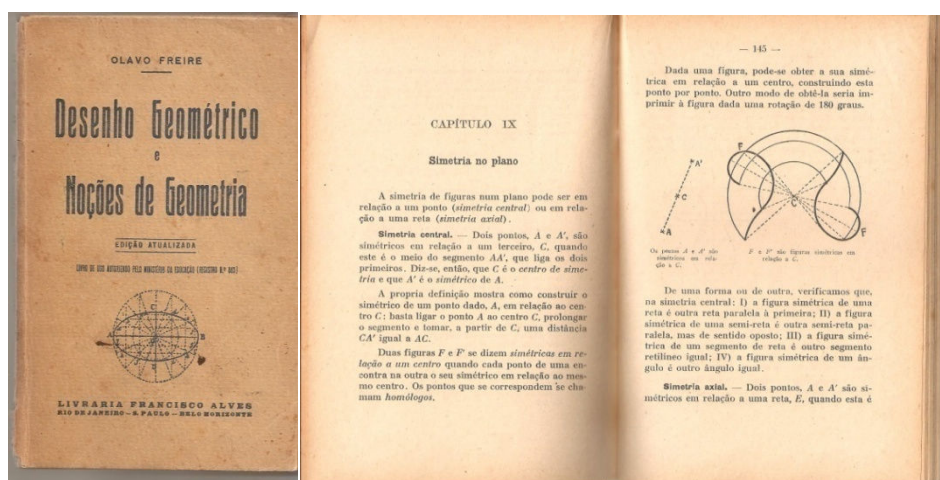 OLAVO FREIRE
Desenho Geométrico
e
Noções de Geometria
EDIÇÃO ATUALIZADA
LIVRARIA FRANCISCO ALVES
RIO DE JANEIRO — S. PAULO — BELO HORIZONTE
CAPÍTULO IX
Simetria no plano
A simetria de figuras num plano pode ser em
relação a um ponto (simetria central) ou em rela-
ção a uma reta (simetria axial).
Simetria central. — Dois pontos, A e A', são
simétricos em relação a um terceiro, C, quando
este é o meio do segmento AA', que liga os dois
primeiros. Diz-se, então, que C é o centro de sime-
tria e que A' é o simétrico de A.
A propria definição mostra como construir o
simétrico de um ponto dado, A, em relação ao cen-
tro C: basta ligar o ponto A ao centro C, prolongar
o segmento e tomar, a partir de C, uma distância
CA' igual a AC.
Duas figuras F e F' se dizem simétricas em re-
lação a um centro quando cada ponto de uma en-
contra na outra o seu simétrico em relação ao mes-
mo centro. Os pontos que se correspondem se cha-
mam homólogos.
— 145 —
Dada uma figura, pode-se obter a sua simé-
trica em relação a um centro, construindo esta
ponto por ponto. Outro modo de obtê-la seria im-
primir à figura dada uma rotação de 180 graus.
A'
C
A
F
C
F
Os pontos A e A' são
simétricos em rela-
ção a C.
F e F' são figuras simétricas em
relação a C.
De uma forma ou de outra, verificamos que,
na simetria central: I) a figura simétrica de uma
reta é outra reta paralela à primeira; II) a figura
simétrica de uma semi-reta é outra semi-reta pa-
ralela, mas de sentido oposto; III) a figura simé-
trica de um segmento de reta é outro segmento
retilíneo igual; IV) a figura simétrica de um ân-
gulo é outro ângulo igual.
Simetria axial. — Dois pontos, A e A' são si-
métricos em relação a uma reta, E, quando esta é